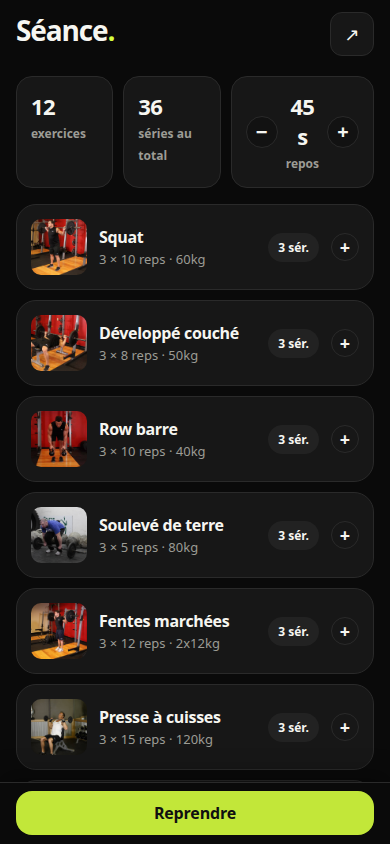 Séance.
↗
12
exercices
36
séries au
total
−
45
s
repos
+
Squat
3 × 10 reps · 60kg
3 sér.
+
Développé couché
3 × 8 reps · 50kg
3 sér.
+
Row barre
3 × 10 reps · 40kg
3 sér.
+
Soulevé de terre
3 × 5 reps · 80kg
3 sér.
+
Fentes marchées
3 × 12 reps · 2x12kg
3 sér.
+
Presse à cuisses
3 × 15 reps · 120kg
3 sér.
+
Reprendre